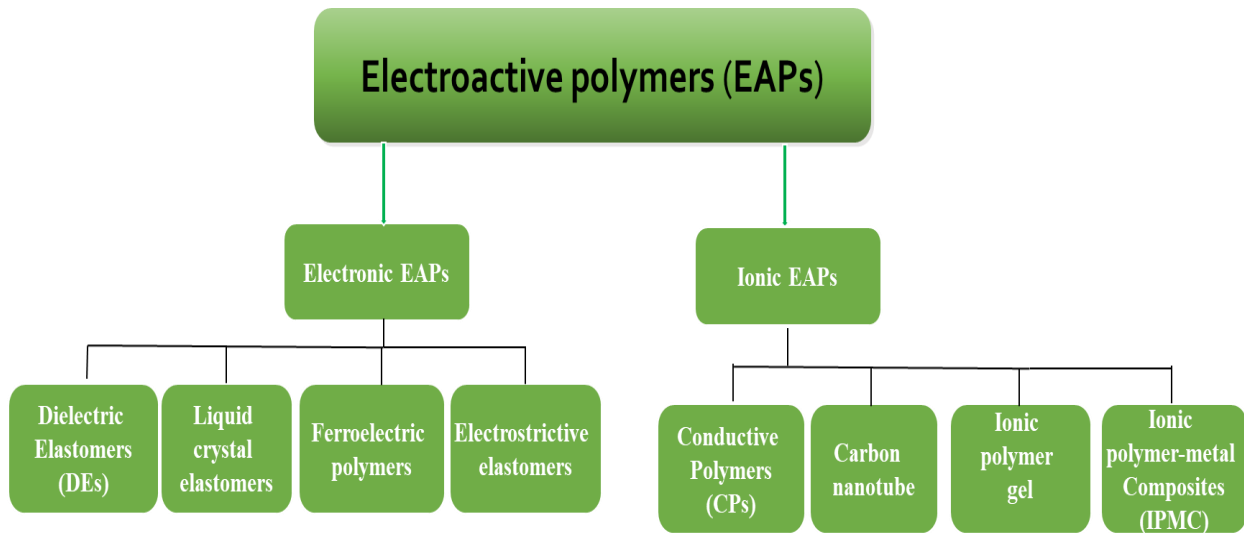 Electroactive polymers (EAPs)
Electronic EAPs
Ionic EAPs
Dielectric
Elastomers
(DEs)
Liquid
crystal
elastomers
Ferroelectric
polymers
Electrostrictive
elastomers
Conductive
Polymers
(CPs)
Carbon
nanotube
Ionic
polymer
gel
Ionic
polymer-metal
Composites
(IPMC)